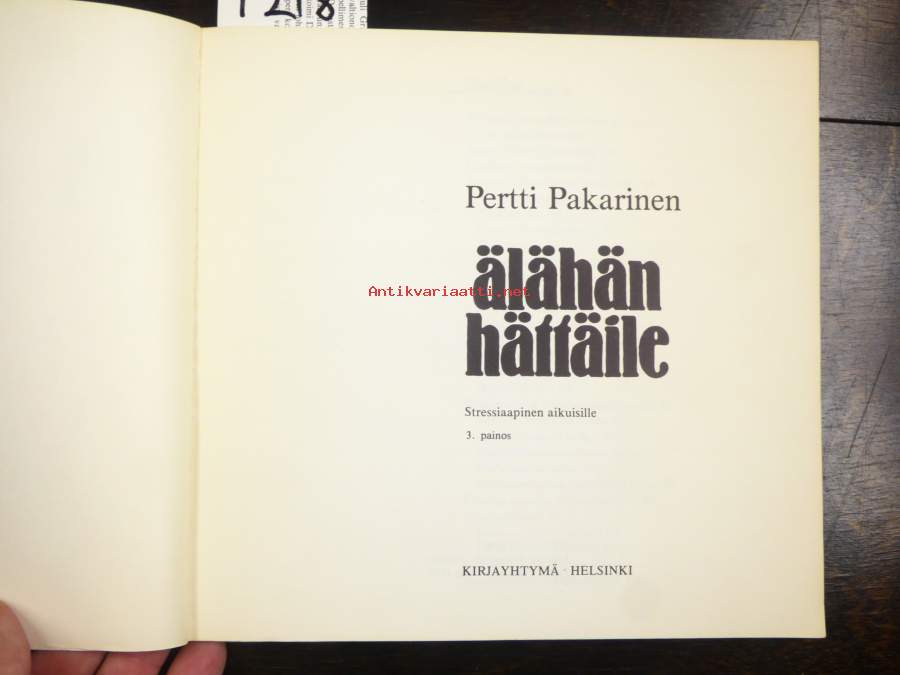 Pertti Pakarinen
älähän
Antikvariaatti.net
hättäile
Stressiaapinen aikuisille
3. painos
KIRJAYHTYMÄ · HELSINKI